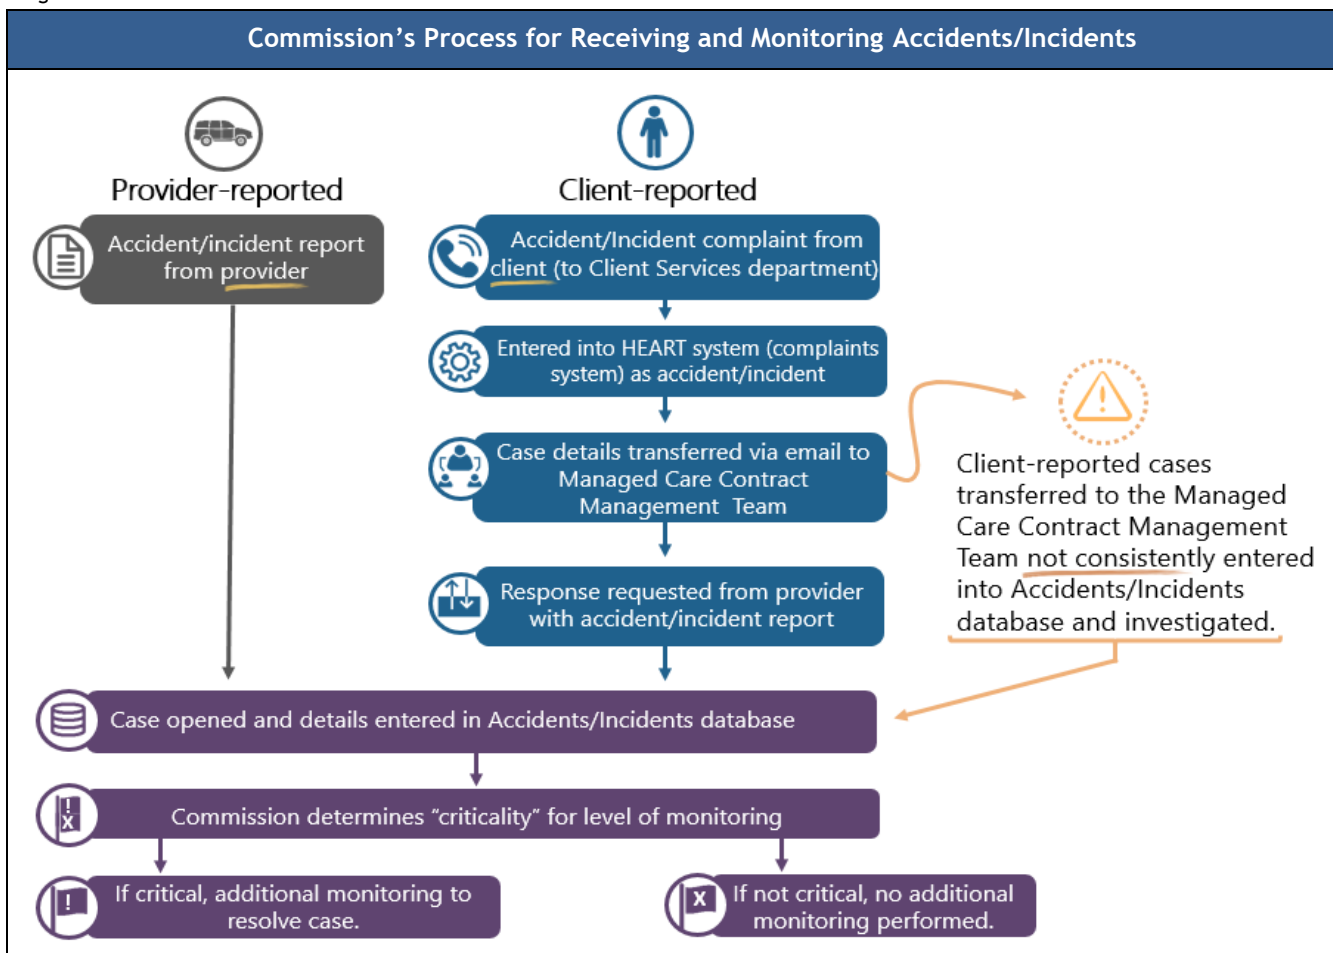 Commission's Process for Receiving and Monitoring Accidents/Incidents
Provider-reported
Client-reported
Accident/incident report
from provider
Accident/Incident complaint from
client (to Client Services department)
Entered into HEART system (complaints
system) as accident/incident
Case details transferred via email to
Managed Care Contract
Management Team
Response requested from provider
with accident/incident report
Client-reported cases
transferred to the Managed
Care Contract Management
Team not consistently entered
into Accidents/Incidents
database and investigated.
Case opened and details entered in Accidents/Incidents database
Commission determines "criticality" for level of monitoring
If critical, additional monitoring to
resolve case.
If not critical, no additional
monitoring performed.